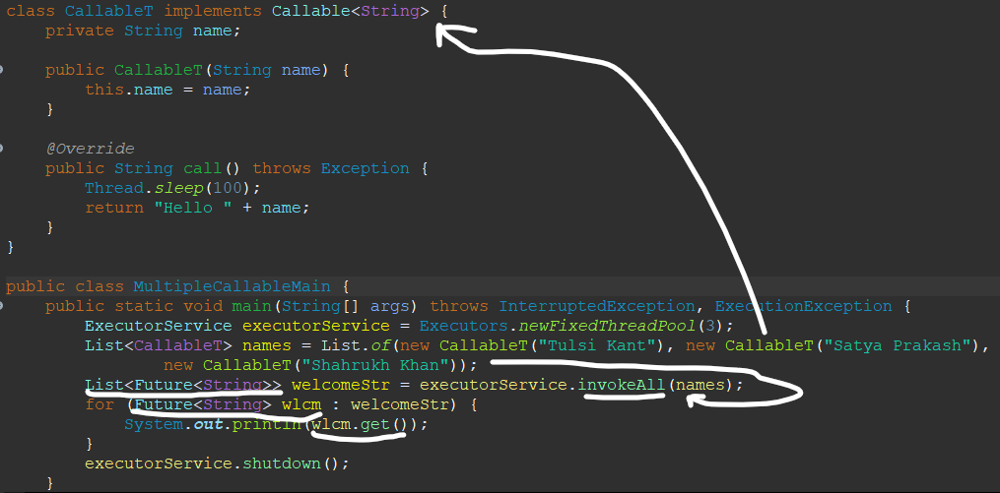 class CallableT implements Callable<String> {
private String name;
public CallableT(String name) {
this.name = name;
}
@Override
public String call() throws Exception {
Thread.sleep(100);
return "Hello " + name;
}
}
public class MultipleCallableMain {
public static void main(String[] args) throws InterruptedException, ExecutionException {
ExecutorService executorService = Executors.newFixedThreadPool(3);
List<CallableT> names = List.of(new CallableT("Tulsi Kant"), new CallableT("Satya Prakash"),
new CallableT("Shahrukh Khan"));
List<Future<String>> welcomeStr = executorService.invokeAll(names);
for (Future<String> wlcm : welcomeStr) {
System.out.println(wlcm.get());
}
executorService.shutdown();
}